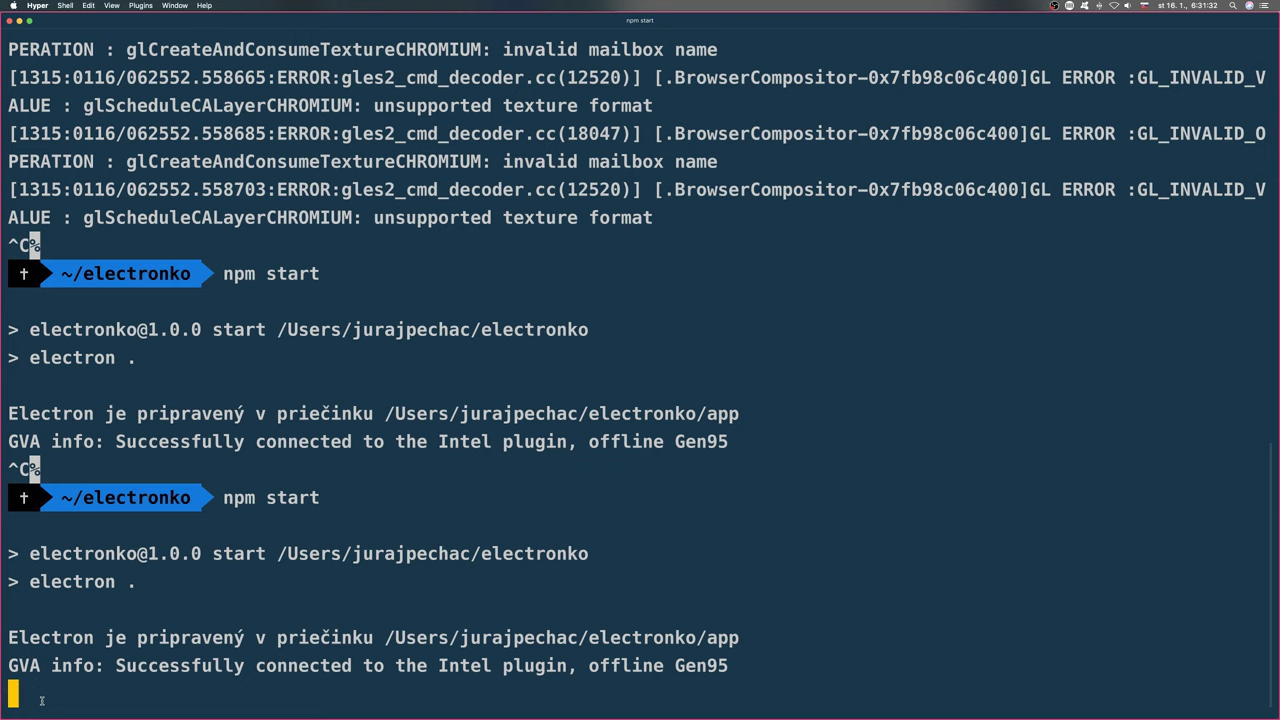 Hyper Shell Edit View Plugins Window Help st 16. 1., 6:31:32
npm start
PERATION : glCreateAndConsumeTextureCHROMIUM: invalid mailbox name
[1315:0116/062552.558665:ERROR:gles2_cmd_decoder.cc(12520)] [.BrowserCompositor-0x7fb98c06c400]GL ERROR :GL_INVALID_V
ALUE : glScheduleCALayerCHROMIUM: unsupported texture format
[1315:0116/062552.558685:ERROR:gles2_cmd_decoder.cc(18047)] [.BrowserCompositor-0x7fb98c06c400]GL ERROR :GL_INVALID_O
PERATION : glCreateAndConsumeTextureCHROMIUM: invalid mailbox name
[1315:0116/062552.558703:ERROR:gles2_cmd_decoder.cc(12520)] [.BrowserCompositor-0x7fb98c06c400]GL ERROR :GL_INVALID_V
ALUE : glScheduleCALayerCHROMIUM: unsupported texture format
^C%
† ~/electronko npm start
> electronko@1.0.0 start /Users/jurajpechac/electronko
> electron .
Electron je pripravený v priečinku /Users/jurajpechac/electronko/app
GVA info: Successfully connected to the Intel plugin, offline Gen95
^C%
† ~/electronko npm start
> electronko@1.0.0 start /Users/jurajpechac/electronko
> electron .
Electron je pripravený v priečinku /Users/jurajpechac/electronko/app
GVA info: Successfully connected to the Intel plugin, offline Gen95